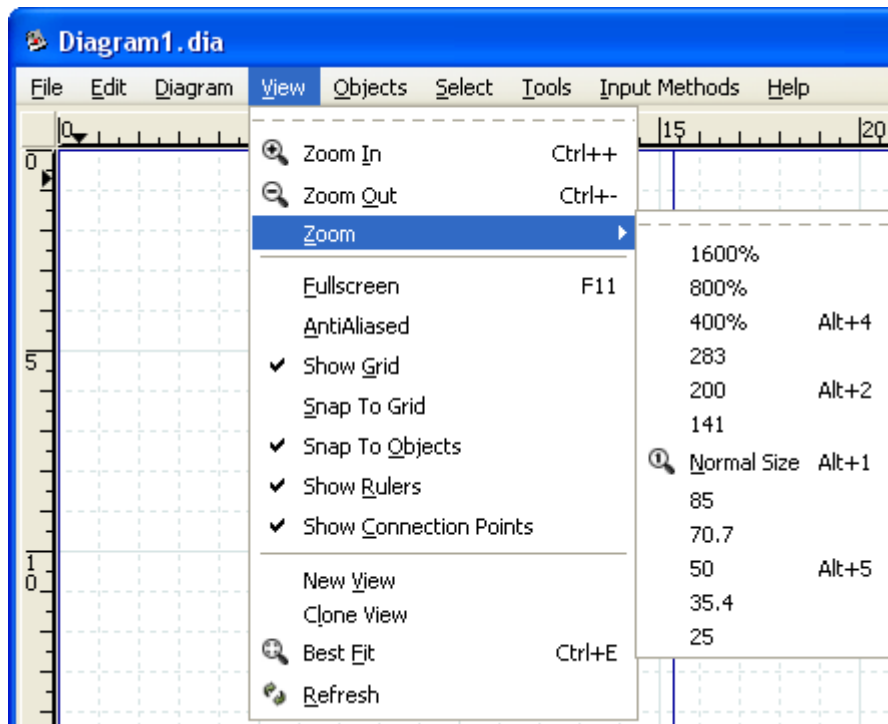 Diagram1.dia
File Edit Diagram View Objects Select Tools Input Methods Help
0 15 20
0
Zoom In Ctrl++
Zoom Out Ctrl+-
Zoom
1600%
800%
400% Alt+4
283
200 Alt+2
141
Normal Size Alt+1
85
70.7
50 Alt+5
35.4
25
Fullscreen F11
AntiAliased
Show Grid
Snap To Grid
Snap To Objects
Show Rulers
Show Connection Points
New View
Clone View
Best Fit Ctrl+E
Refresh
5
10